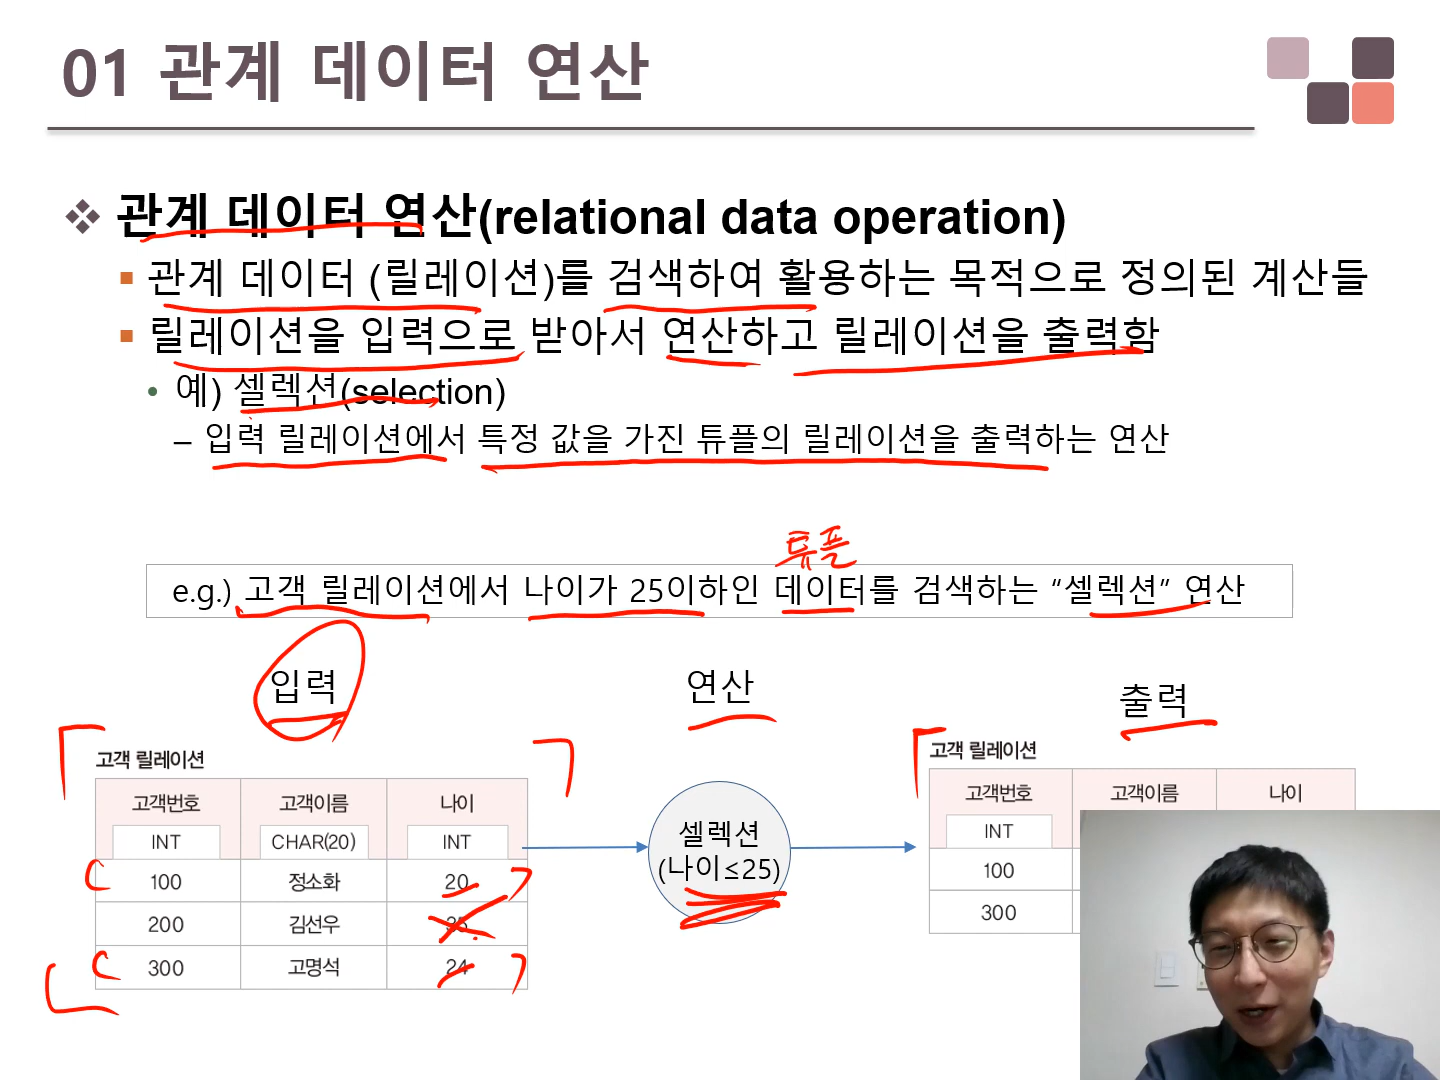 01 관계 데이터 연산
관계 데이터 연산(relational data operation)
관계 데이터 (릴레이션)를 검색하여 활용하는 목적으로 정의된 계산들
릴레이션을 입력으로 받아서 연산하고 릴레이션을 출력함
예) 셀렉션(selection)
– 입력 릴레이션에서 특정 값을 가진 튜플의 릴레이션을 출력하는 연산
튜플
e.g.) 고객 릴레이션에서 나이가 25이하인 데이터를 검색하는 “셀렉션” 연산
입력
고객 릴레이션
고객번호 고객이름 나이
INT CHAR(20) INT
100 정소화 20
200 김선우
300 고명석 24
연산
셀렉션
(나이≤25)
출력
고객 릴레이션
고객번호 고객이름 나이
INT
100
300